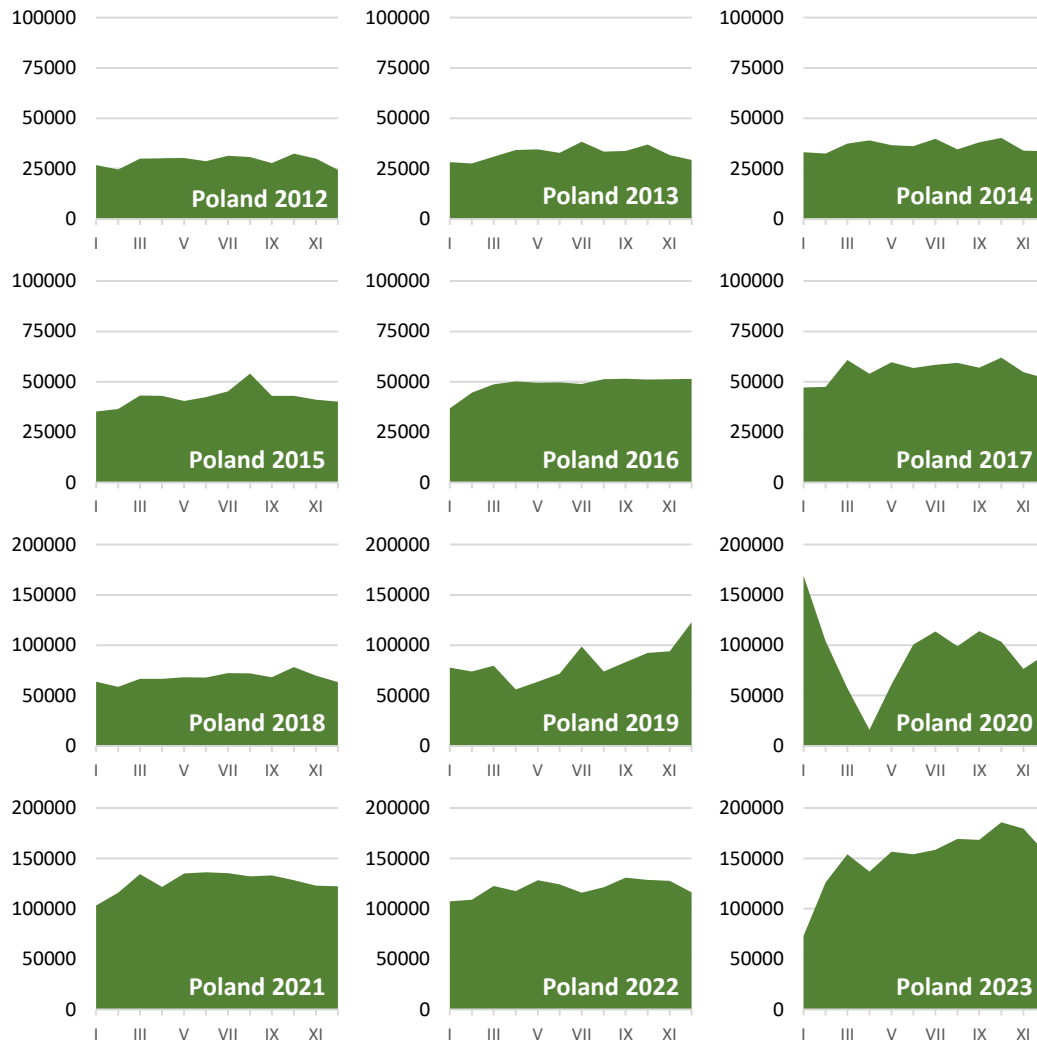 100000 100000 100000
75000 75000 75000
50000 50000 50000
25000 25000 25000
Poland 2012 Poland 2013 Poland 2014
0 0 0
I III V VII IX XI I III V VII IX XI I III V VII IX XI
100000 100000 100000
75000 75000 75000
50000 50000 50000
25000 25000 25000
Poland 2015 Poland 2016 Poland 2017
0 0 0
I III V VII IX XI I III V VII IX XI I III V VII IX XI
200000 200000 200000
150000 150000 150000
100000 100000 100000
50000 50000 50000
Poland 2018 Poland 2019 Poland 2020
0 0 0
I III V VII IX XI I III V VII IX XI I III V VII IX XI
200000 200000 200000
150000 150000 150000
100000 100000 100000
50000 50000 50000
Poland 2021 Poland 2022 Poland 2023
0 0 0
I III V VII IX XI I III V VII IX XI I III V VII IX XI